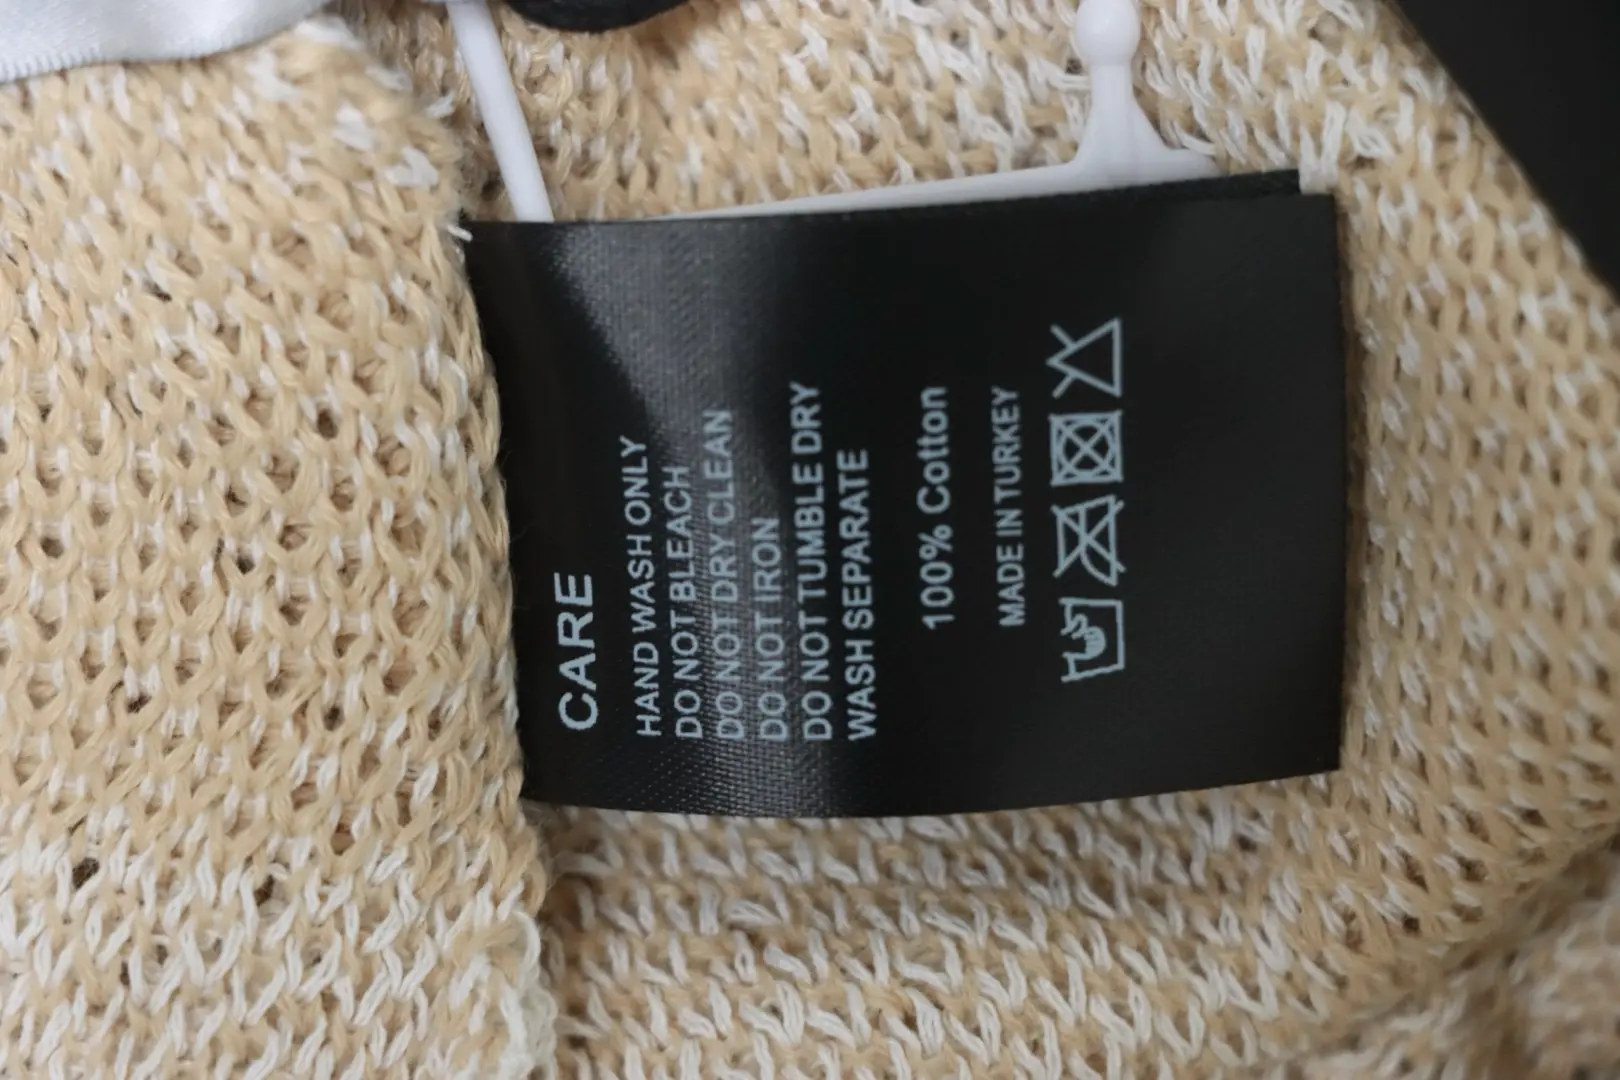 CARE
HAND WASH ONLY
DO NOT BLEACH
DO NOT DRY CLEAN
DO NOT IRON
DO NOT TUMBLE DRY
WASH SEPARATE
100% Cotton
MADE IN TURKEY